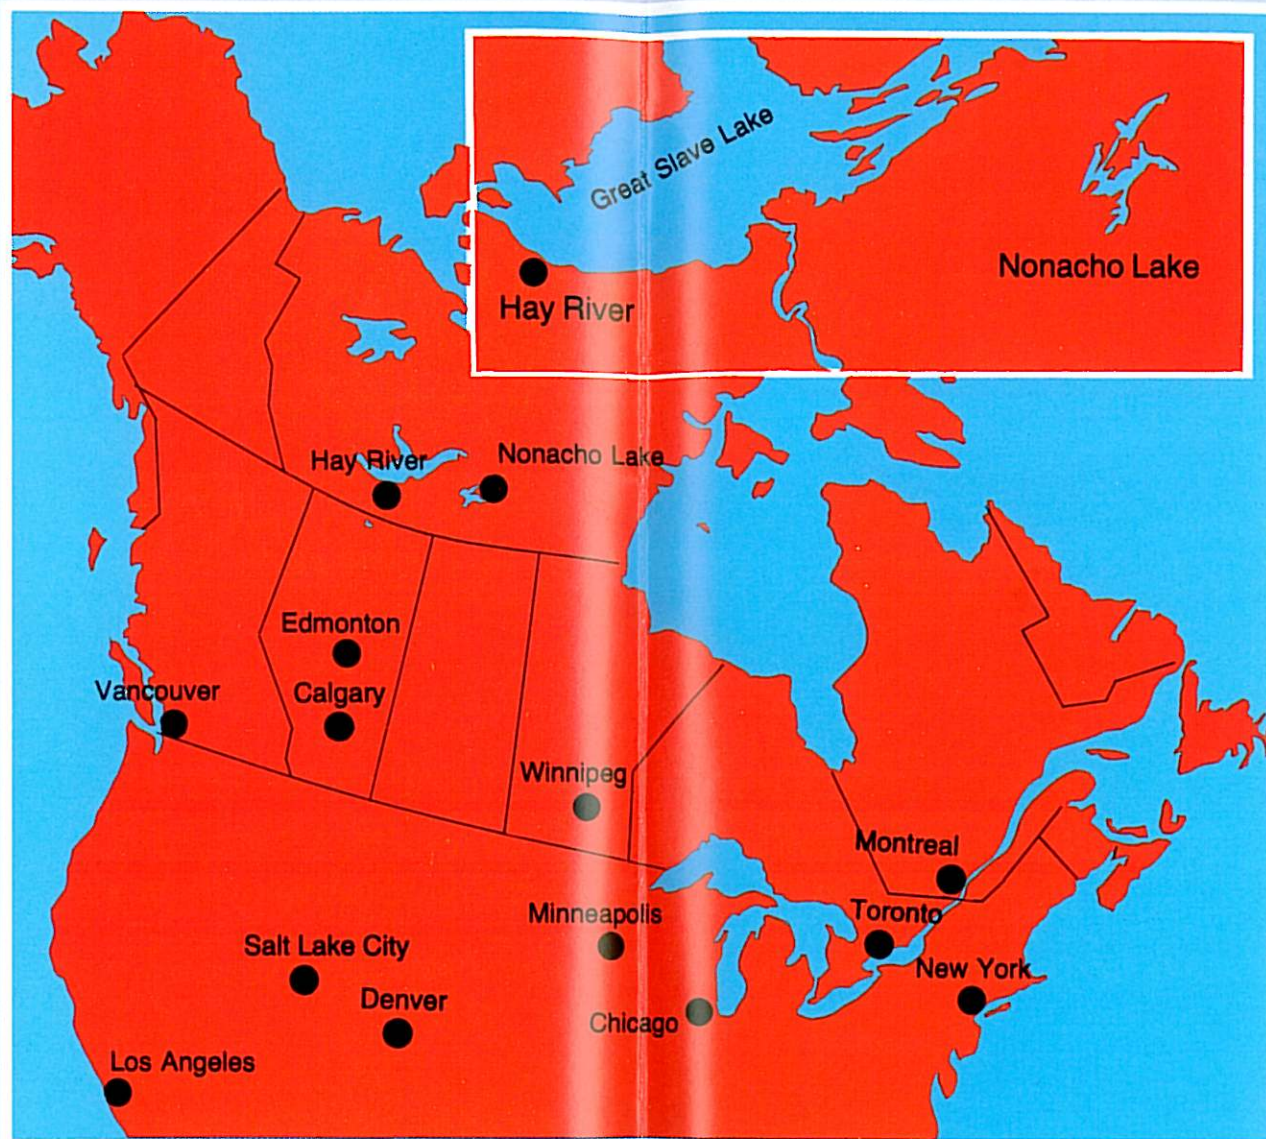 Great Slave Lake
Nonacho Lake
Hay River
Hay River
Nonacho Lake
Edmonton
Vancouver
Calgary
Winnipeg
Montreal
Toronto
Minneapolis
Salt Lake City
New York
Denver
Chicago
Los Angeles